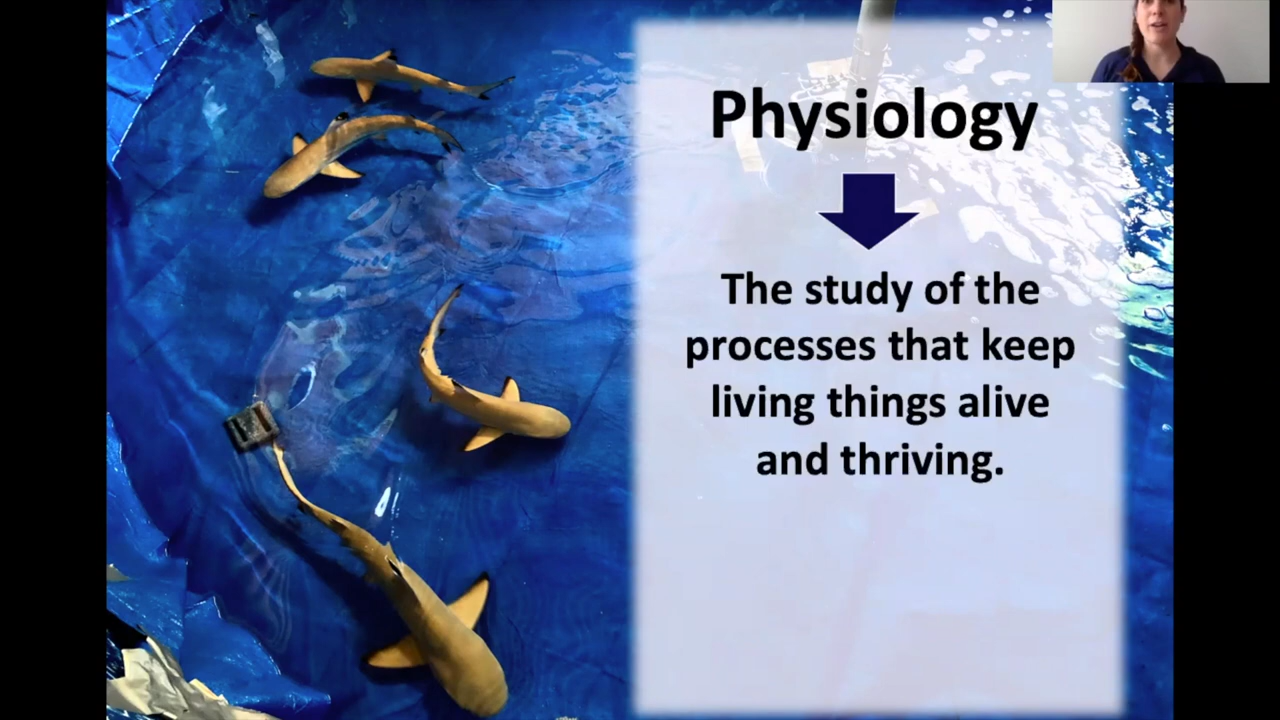 Physiology
The study of the
processes that keep
living things alive
and thriving.